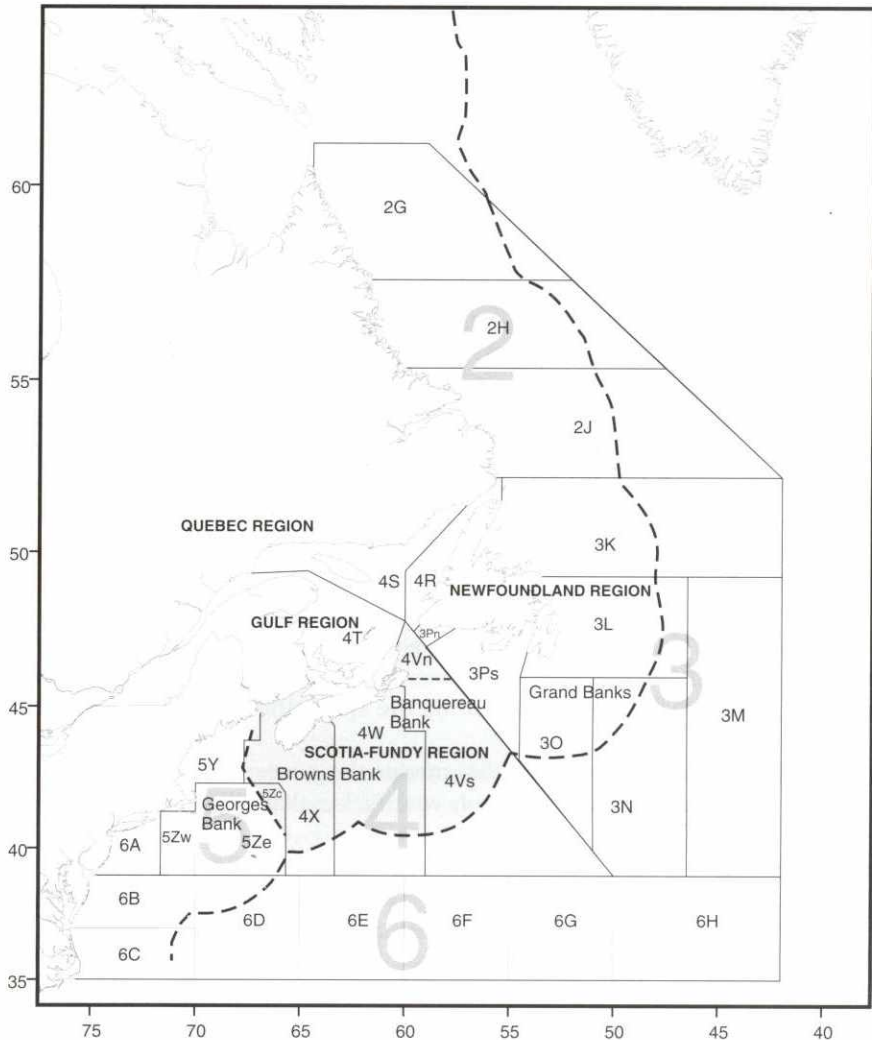 60
2G
2H
2
55
2J
QUEBEC REGION
50
3K
4S
4R
NEWFOUNDLAND REGION
GULF REGION
3L
4T
3Pn
4Vn
3Ps
3
Grand Banks
Banquereau
Bank
45
3M
4W
3O
SCOTIA-FUNDY REGION
5Y
Browns Bank
4Vs
5Zc
Georges
Bank
5
4X
4
3N
6A
5Zw
5Ze
40
6B
6D
6E
6
6F
6G
6H
6C
35
75
70
65
60
55
50
45
40